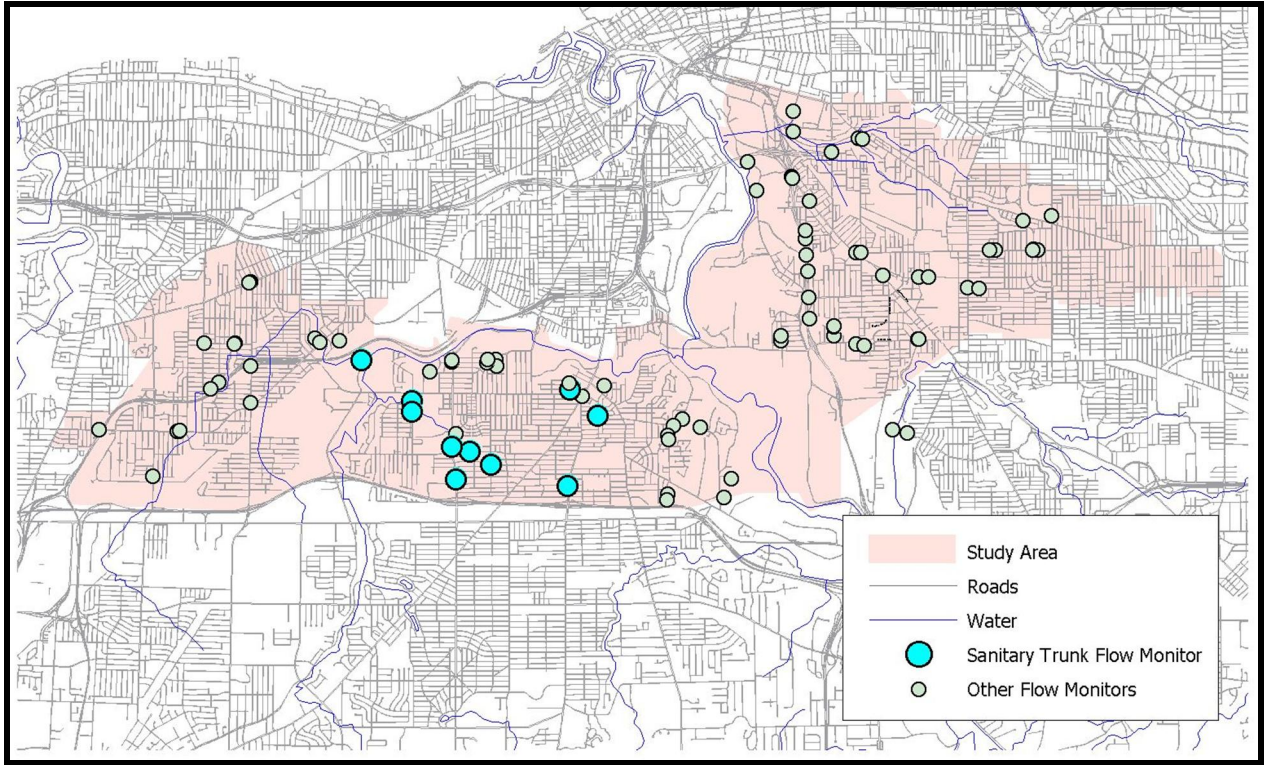 Study Area
Roads
Water
Sanitary Trunk Flow Monitor
Other Flow Monitors